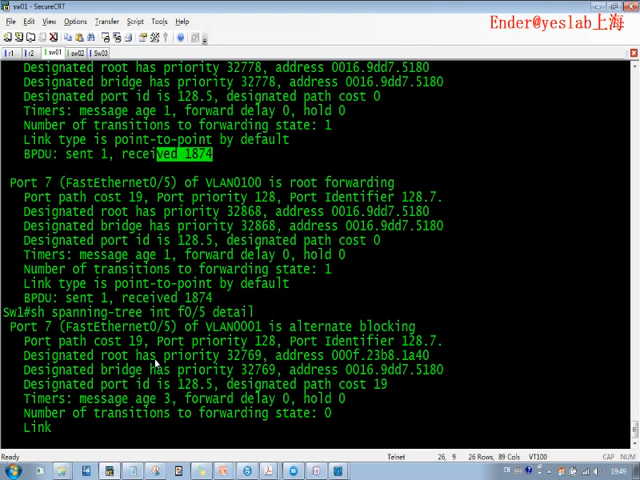 sw01 - SecureCRT
Ender@yeslab上海
File Edit View Options Transfer Script Tools Help
r1 r2 sw01 sw02 Sw03
Designated root has priority 32778, address 0016.9dd7.5180
Designated bridge has priority 32778, address 0016.9dd7.5180
Designated port id is 128.5, designated path cost 0
Timers: message age 1, forward delay 0, hold 0
Number of transitions to forwarding state: 1
Link type is point-to-point by default
BPDU: sent 1, received 1874
Port 7 (FastEthernet0/5) of VLAN0100 is root forwarding
Port path cost 19, Port priority 128, Port Identifier 128.7.
Designated root has priority 32868, address 0016.9dd7.5180
Designated bridge has priority 32868, address 0016.9dd7.5180
Designated port id is 128.5, designated path cost 0
Timers: message age 1, forward delay 0, hold 0
Number of transitions to forwarding state: 1
Link type is point-to-point by default
BPDU: sent 1, received 1874
Sw1#sh spanning-tree int f0/5 detail
Port 7 (FastEthernet0/5) of VLAN0001 is alternate blocking
Port path cost 19, Port priority 128, Port Identifier 128.7.
Designated root has priority 32769, address 000f.23b8.1a40
Designated bridge has priority 32769, address 0016.9dd7.5180
Designated port id is 128.5, designated path cost 19
Timers: message age 3, forward delay 0, hold 0
Number of transitions to forwarding state: 0
Link
Ready Telnet 26, 9 26 Rows, 89 Cols VT100 CAP NUM
EN 19:49